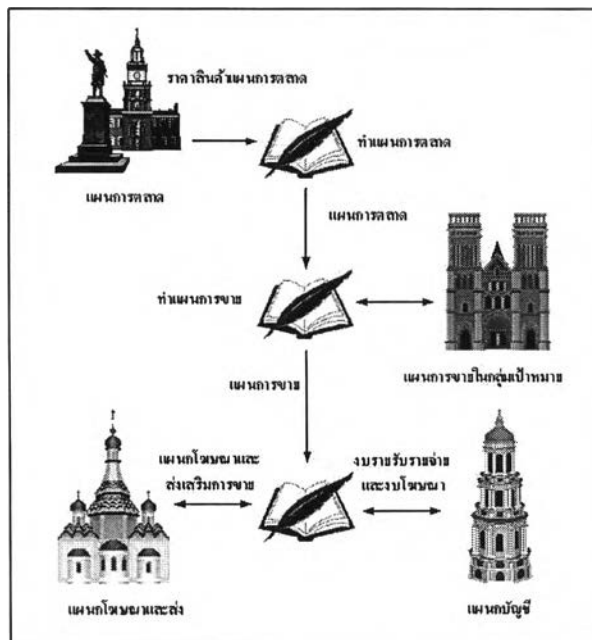 ราคาสินค้าแผนการตลาด
ทำแผนการตลาด
แผนการตลาด
แผนการตลาด
ทำแผนการขาย
แผนการขายในกลุ่มเป้าหมาย
แผนการขาย
แผนกโฆษณาและ
ส่งเสริมการขาย
งบรายรับรายจ่าย
และงบโฆษณา
แผนกโฆษณาและส่ง
แผนกบัญชี